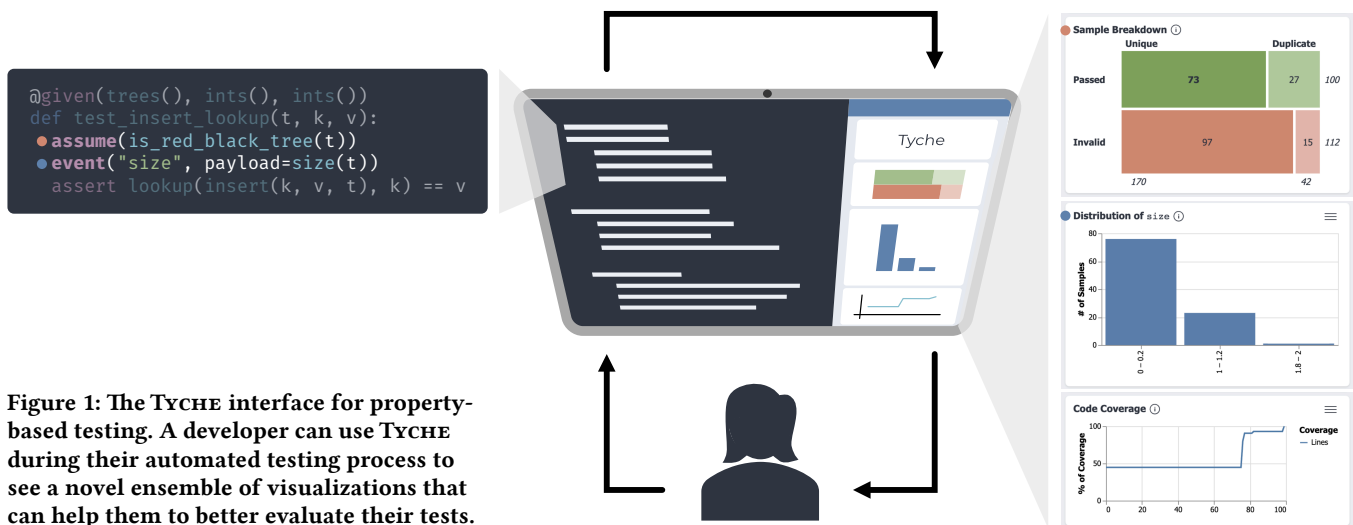 @given(trees(), ints(), ints())
def test_insert_lookup(t, k, v):
assume(is_red_black_tree(t))
event("size", payload=size(t))
assert lookup(insert(k, v, t), k) == v
Tyche
Sample Breakdown
Unique Duplicate
Passed 73 27 100
Invalid 97 15 112
170 42
Distribution of size
# of Samples
80
60
40
20
0
0 – 0.2
1 – 1.2
1.8 – 2
Code Coverage
% of Coverage
100
50
0
0 20 40 60 80 100
Coverage
Lines
Figure 1: The Tyche interface for property-
based testing. A developer can use Tyche
during their automated testing process to
see a novel ensemble of visualizations that
can help them to better evaluate their tests.